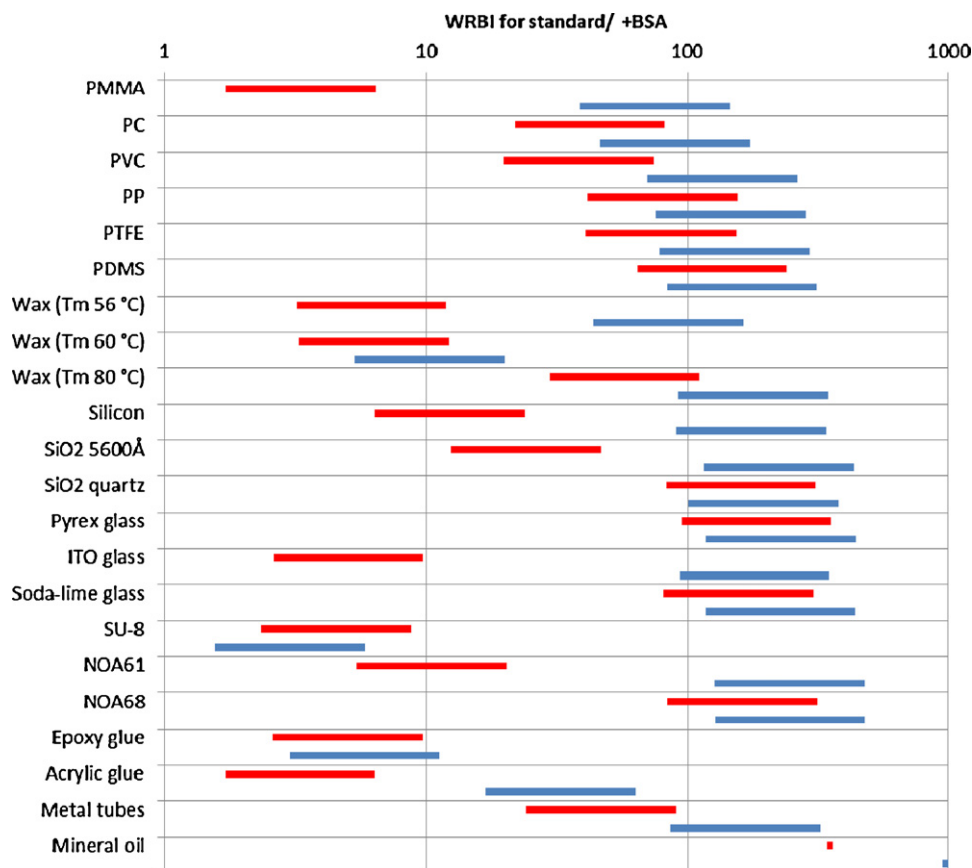 WRBI for standard/ +BSA
1 10 100 1000
PMMA
PC
PVC
PP
PTFE
PDMS
Wax (Tm 56 °C)
Wax (Tm 60 °C)
Wax (Tm 80 °C)
Silicon
SiO2 5600Å
SiO2 quartz
Pyrex glass
ITO glass
Soda-lime glass
SU-8
NOA61
NOA68
Epoxy glue
Acrylic glue
Metal tubes
Mineral oil